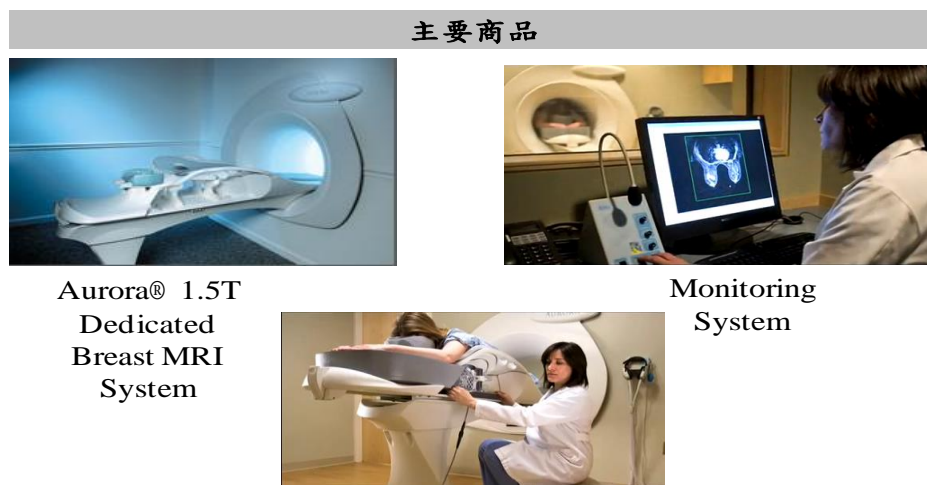 主要商品
Aurora® 1.5T
Dedicated
Breast MRI
System
Monitoring
System